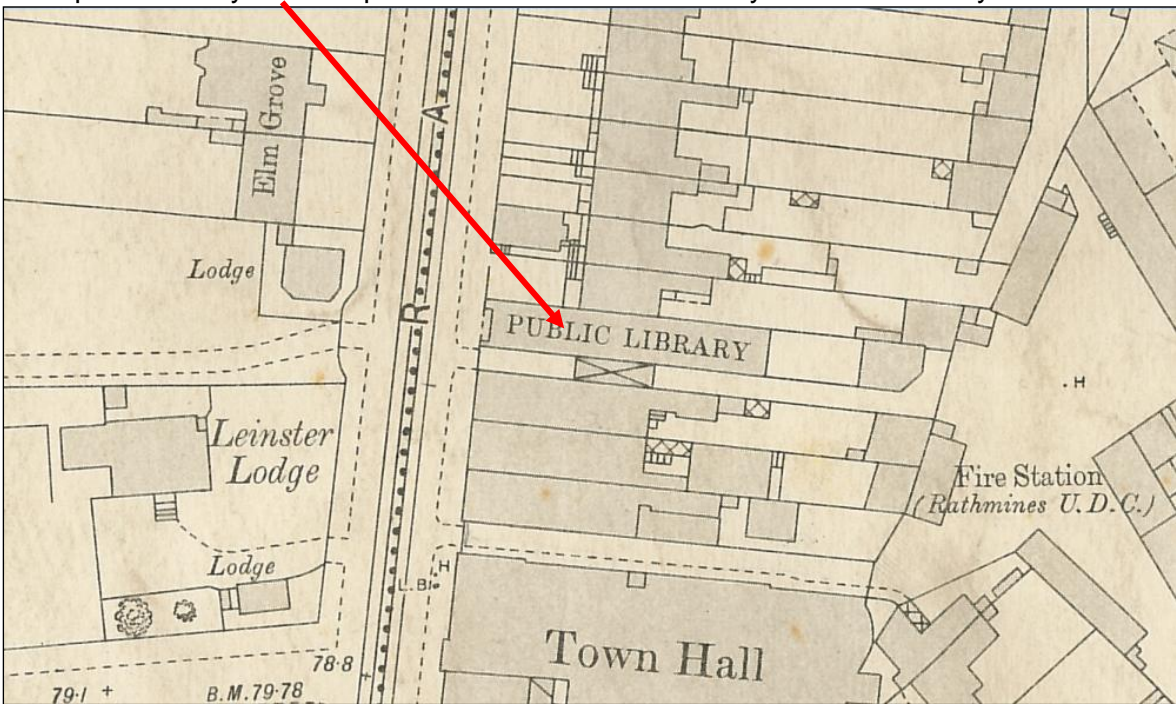 Elm Grove
A
Lodge
R
PUBLIC LIBRARY
.H
Leinster
Lodge
Fire Station
(Rathmines U.D.C.)
Lodge
H
L.B.
Town Hall
78·8
79·1 +
B.M.79·78